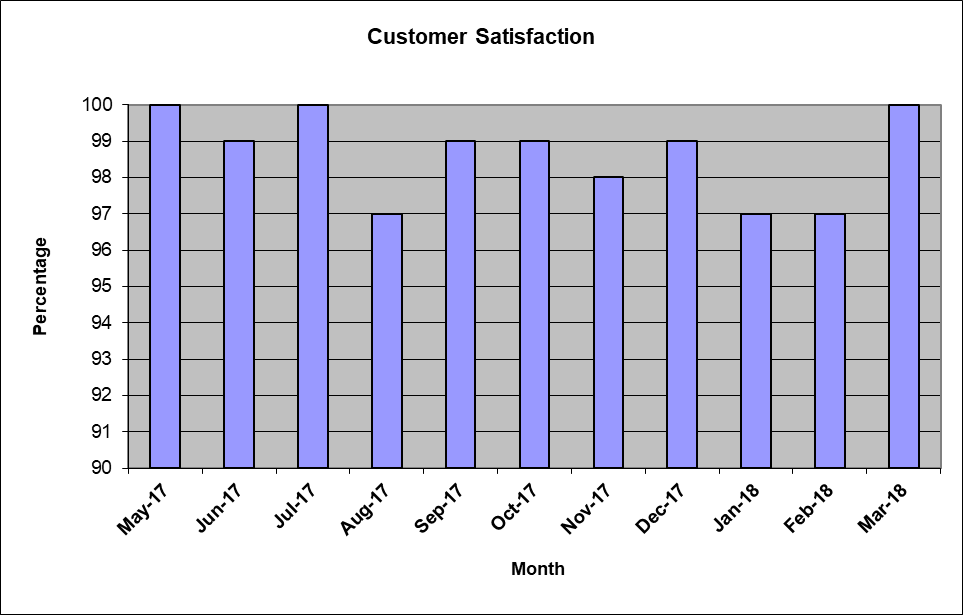 Customer Satisfaction
100
99
98
97
96
95
94
93
92
91
90
Percentage
May-17
Jun-17
Jul-17
Aug-17
Sep-17
Oct-17
Nov-17
Dec-17
Jan-18
Feb-18
Mar-18
Month